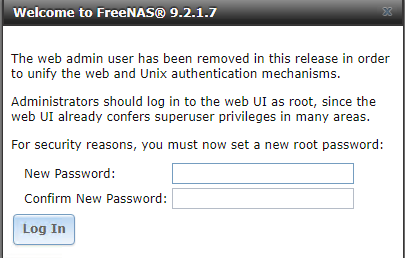 Welcome to FreeNAS® 9.2.1.7
The web admin user has been removed in this release in order
to unify the web and Unix authentication mechanisms.
Administrators should log in to the web UI as root, since the
web UI already confers superuser privileges in many areas.
For security reasons, you must now set a new root password:
New Password:
Confirm New Password:
Log In